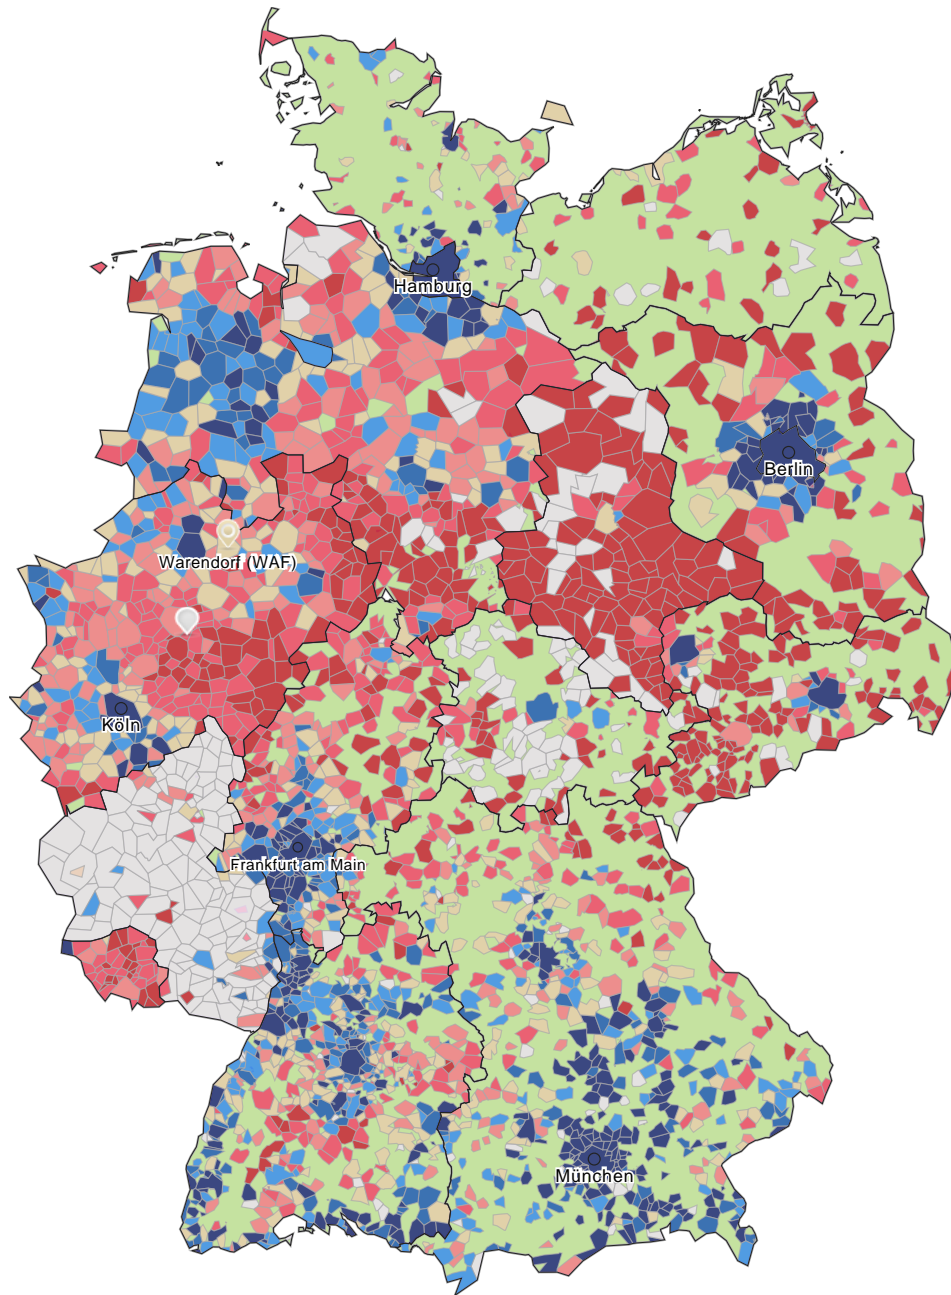 Hamburg
Berlin
Warendorf (WAF)
Köln
Frankfurt am Main
München